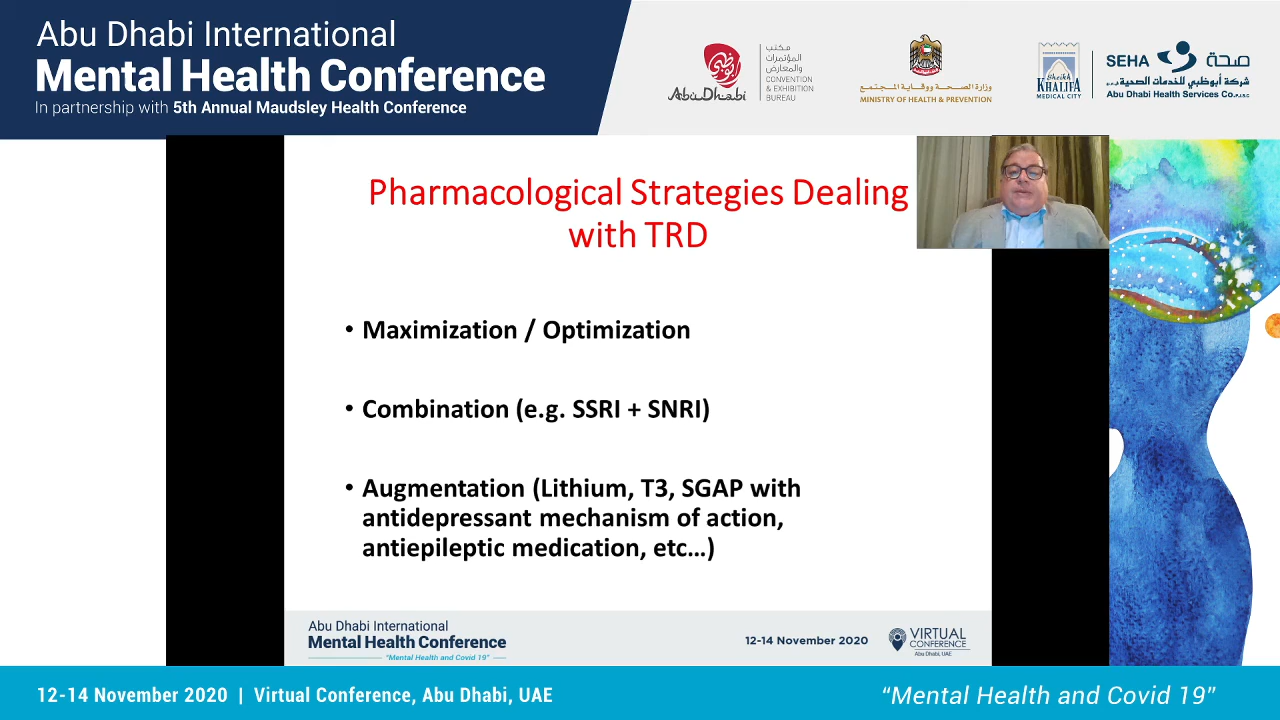 Abu Dhabi International
Mental Health Conference
In partnership with 5th Annual Maudsley Health Conference
AbuDhabi
مكتب
المؤتمرات
والمعارض
CONVENTION
& EXHIBITION
BUREAU
وزارة الصحة ووقاية المجتمع
MINISTRY OF HEALTH & PREVENTION
Sheikh
KHALIFA
MEDICAL CITY
SEHA صحة
شركة أبوظبي للخدمات الصحية
Abu Dhabi Health Services Co.
Pharmacological Strategies Dealing
with TRD
• Maximization / Optimization
• Combination (e.g. SSRI + SNRI)
• Augmentation (Lithium, T3, SGAP with
antidepressant mechanism of action,
antiepileptic medication, etc…)
Abu Dhabi International
Mental Health Conference
“Mental Health and Covid 19”
12-14 November 2020
VIRTUAL
CONFERENCE
Abu Dhabi, UAE
12-14 November 2020 | Virtual Conference, Abu Dhabi, UAE
“Mental Health and Covid 19”